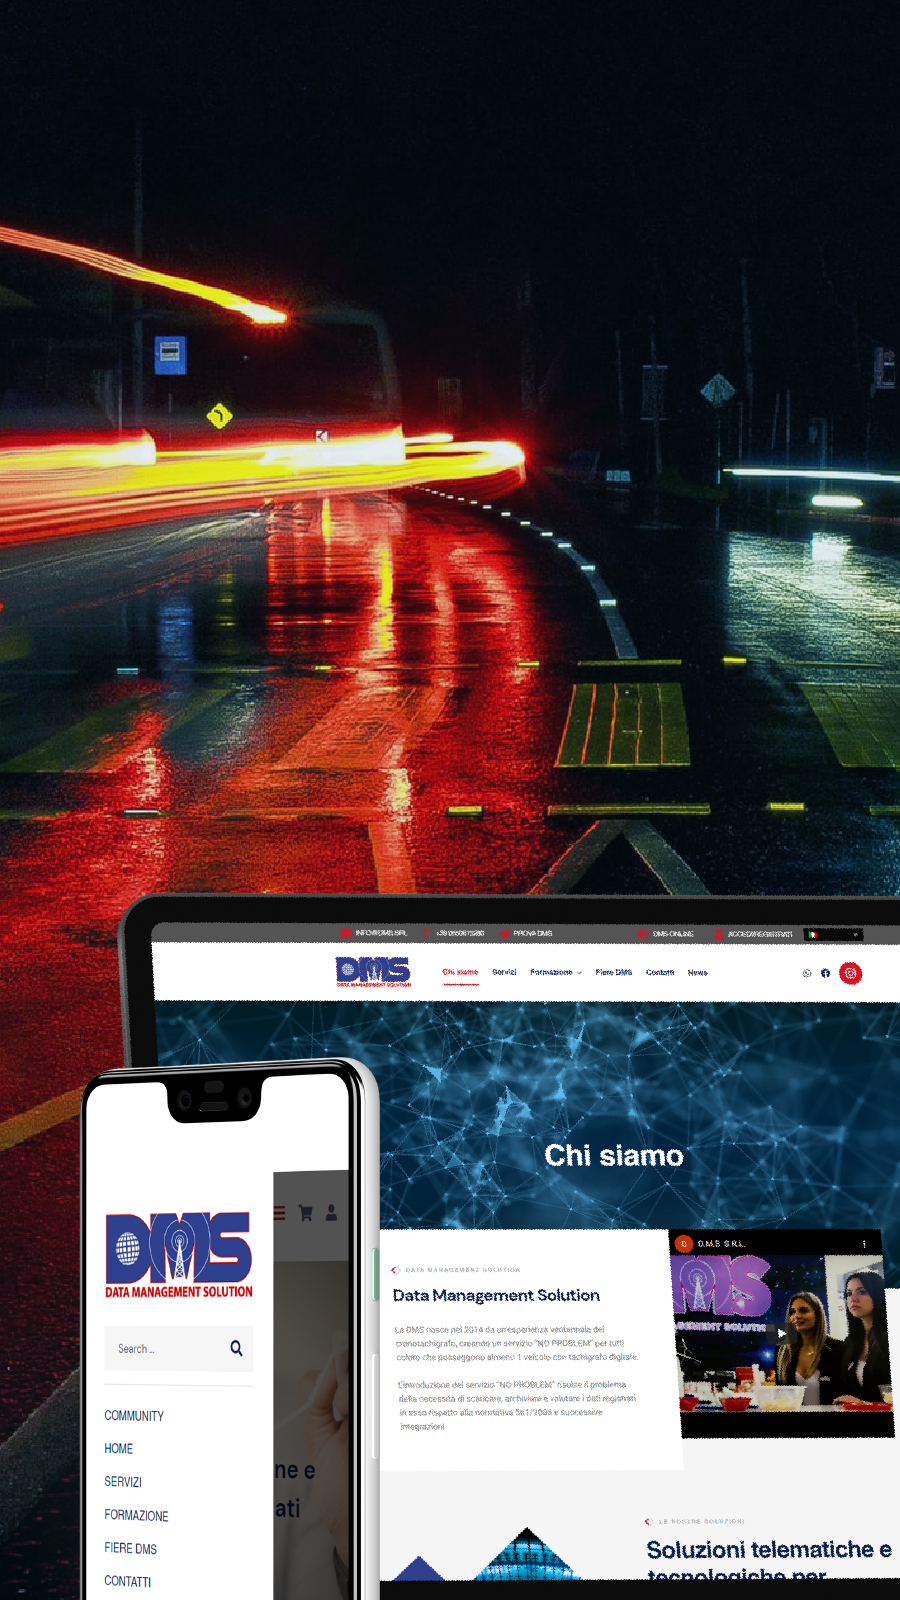 PROVA DMS
DMS ONLINE
ACCEDI/REGISTRATI
DMS
DATA MANAGEMENT SOLUTION
Chi siamo
Servizi
Formazione
Fiere DMS
Contatti
News
Chi siamo
DATA MANAGEMENT SOLUTION
Data Management Solution
La DMS nasce nel 2014 da un'esperienza ventennale del
cronotachigrafo, creando un servizio "NO PROBLEM" per tutti
coloro che posseggono almeno 1 veicolo con tachigrafo digitale.
L'introduzione del servizio "NO PROBLEM" risolve il problema
della necessità di scaricare, archiviare e valutare i dati registrati
in esso rispetto alla normativa 561/2006 e successive
integrazioni
D
D.M.S. S.R.L.
MS
GEMENT SOLUTION
LE NOSTRE SOLUZIONI
Soluzioni telematiche e
tecnologiche per
DMS
DATA MANAGEMENT SOLUTION
Search ...
COMMUNITY
HOME
SERVIZI
FORMAZIONE
FIERE DMS
CONTATTI
ne e
ati